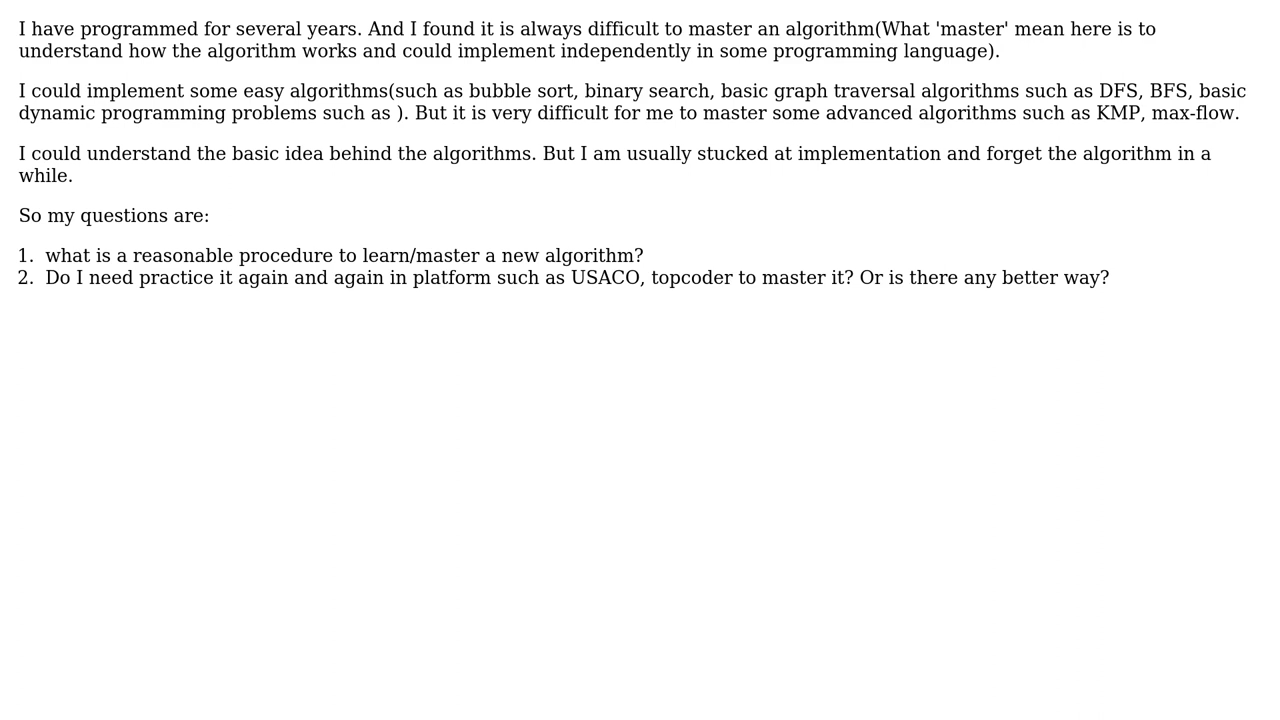 I have programmed for several years. And I found it is always difficult to master an algorithm(What 'master' mean here is to
understand how the algorithm works and could implement independently in some programming language).
I could implement some easy algorithms(such as bubble sort, binary search, basic graph traversal algorithms such as DFS, BFS, basic
dynamic programming problems such as ). But it is very difficult for me to master some advanced algorithms such as KMP, max-flow.
I could understand the basic idea behind the algorithms. But I am usually stucked at implementation and forget the algorithm in a
while.
So my questions are:
1. what is a reasonable procedure to learn/master a new algorithm?
2. Do I need practice it again and again in platform such as USACO, topcoder to master it? Or is there any better way?